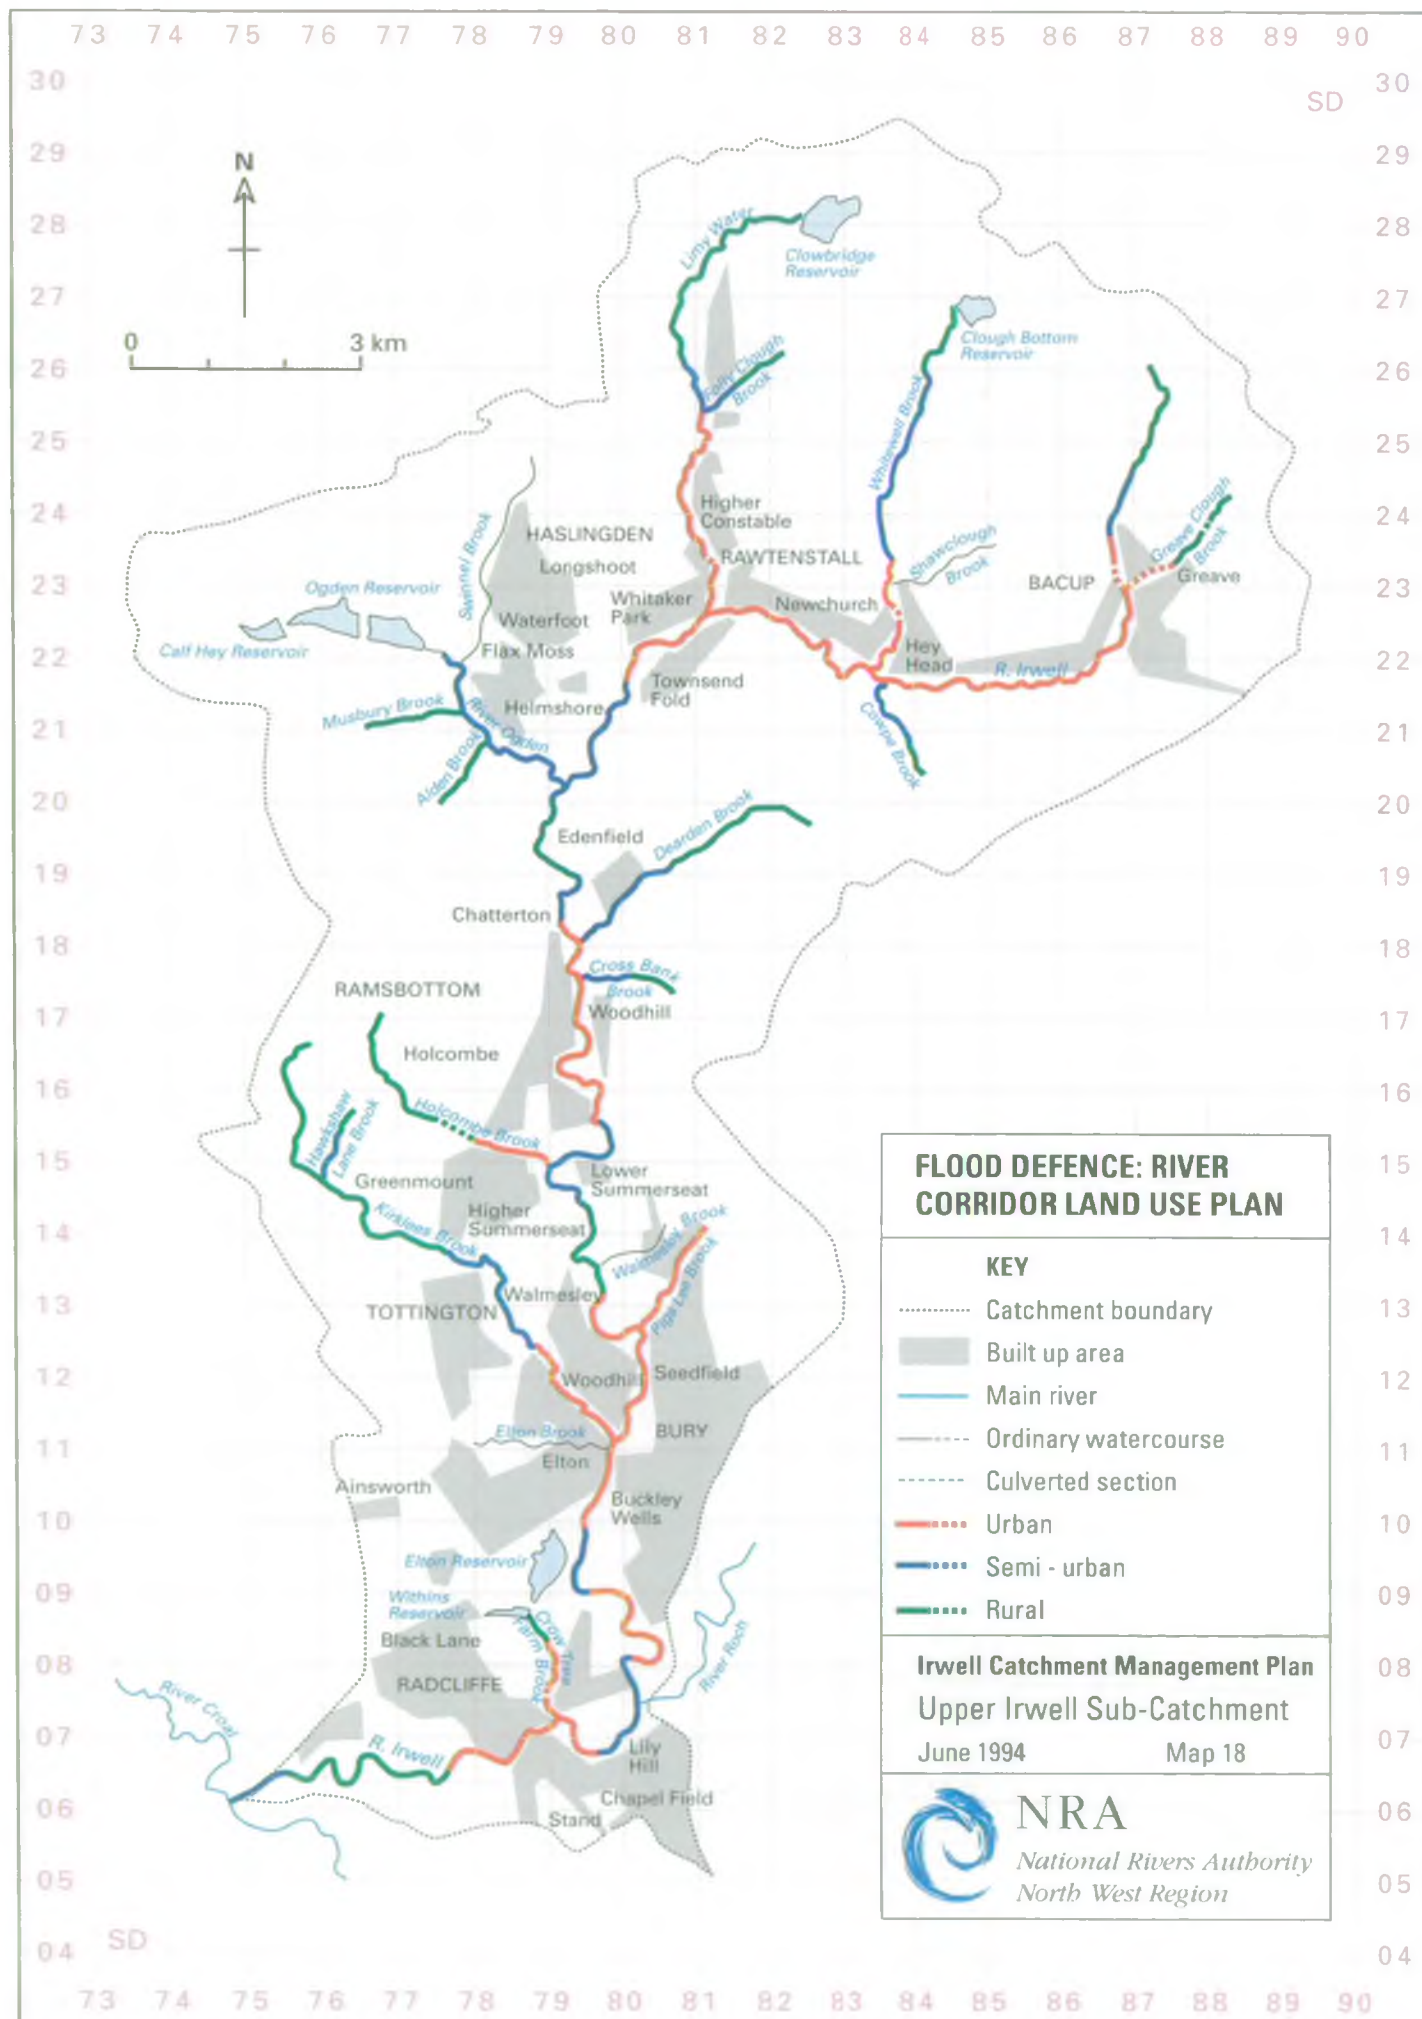 73 74 75 76 77 78 79 80 81 82 83 84 85 86 87 88 89 90
30 30
SD
29 29
N
28 28
Limy Water
Clowbridge
Reservoir
27 27
Clough Bottom
Reservoir
0 3 km
26 26
Folly Clough
Brook
Whitewell Brook
25 25
24 24
Higher
Constable
Greave Clough
Brook
HASLINGDEN
Swinnel Brook
Longshoot
RAWTENSTALL
Shawclough
Brook
23 23
BACUP
Greave
Ogden Reservoir
Whitaker
Park
Newchurch
Waterfoot
Calf Hey Reservoir
Flax Moss
Hey
Head
22 22
R. Irwell
Townsend
Fold
Musbury Brook
Helmshore
River Ogden
Cowpe Brook
21 21
Alden Brook
20 20
Edenfield
Dearden Brook
19 19
Chatterton
18 18
Cross Bank
Brook
RAMSBOTTOM
Woodhill
17 17
Holcombe
16 16
Hawkshaw
Lane Brook
Holcombe Brook
15 15
Greenmount
Lower
Summerseat
Higher
Summerseat
Kirklees Brook
14 14
Walmesley Brook
Pigs Lee Brook
Walmesley
13 13
TOTTINGTON
12 12
Woodhill
Seedfield
Elton Brook
BURY
11 11
Elton
Ainsworth
Buckley
Wells
10 10
Elton Reservoir
09 09
Withins
Reservoir
Crow Tree
Farm Brook
Black Lane
08 08
RADCLIFFE
River Roch
River Croal
07 07
R. Irwell
Lily
Hill
Chapel Field
06 06
Stand
05 05
04 SD 04
73 74 75 76 77 78 79 80 81 82 83 84 85 86 87 88 89 90
FLOOD DEFENCE: RIVER
CORRIDOR LAND USE PLAN
KEY
Catchment boundary
Built up area
Main river
Ordinary watercourse
Culverted section
Urban
Semi - urban
Rural
Irwell Catchment Management Plan
Upper Irwell Sub-Catchment
June 1994 Map 18
NRA
National Rivers Authority
North West Region